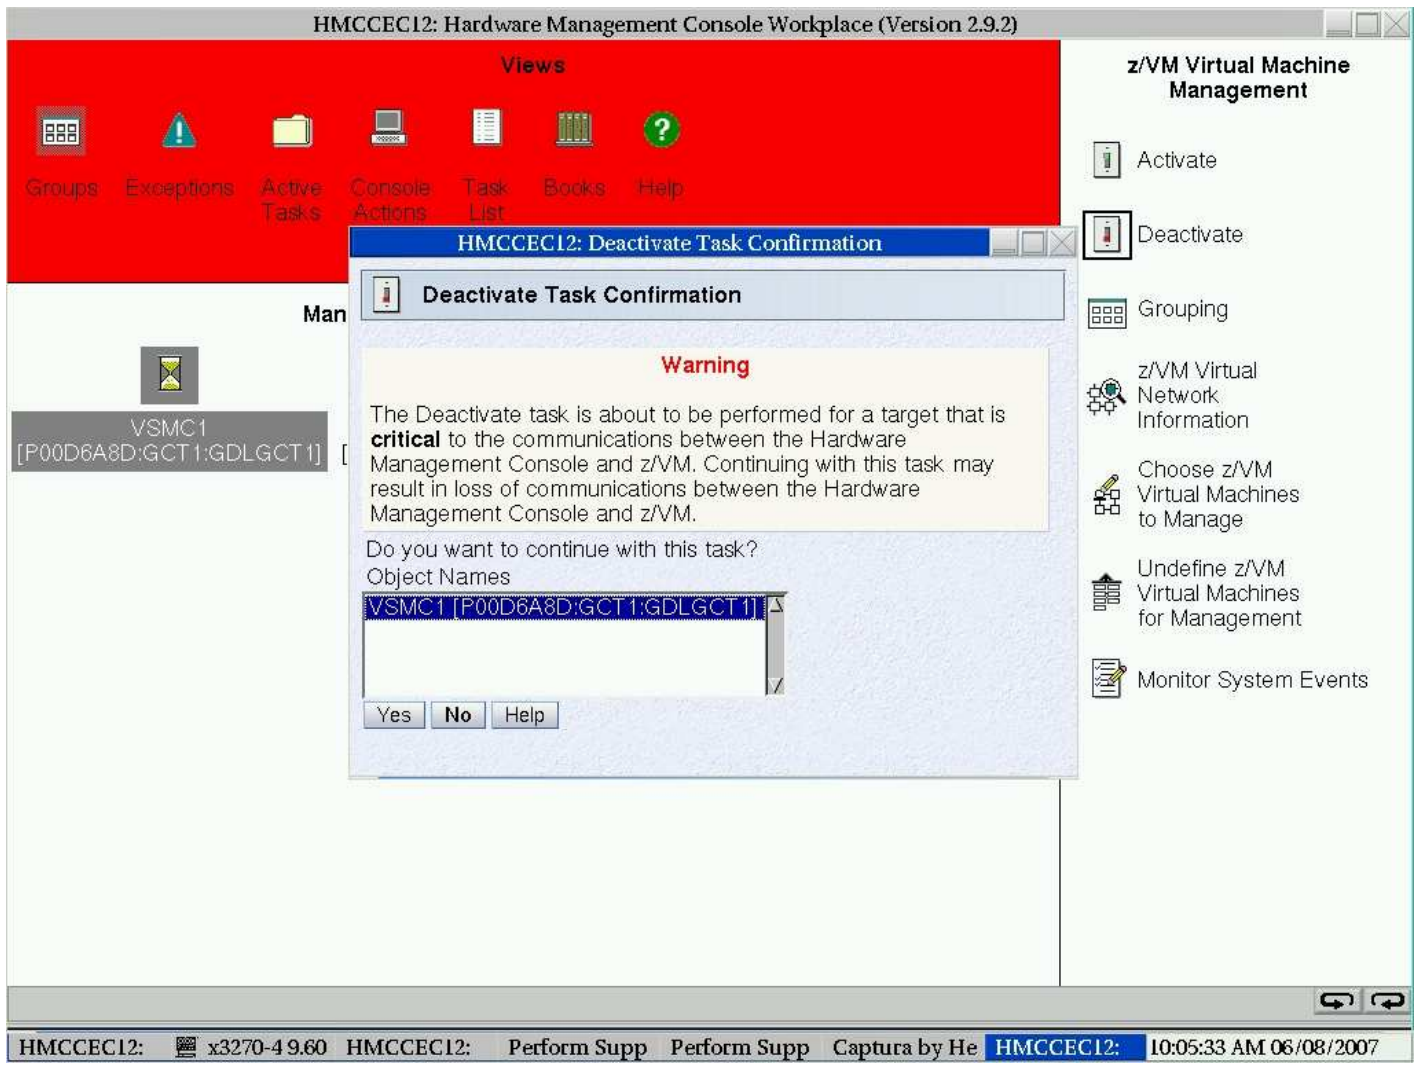 HMCCEC12: Hardware Management Console Workplace (Version 2.9.2)
Views
Groups
Exceptions
Active
Tasks
Console
Actions
Task
List
Books
Help
Man
VSMC1
[P00D6A8D:GCT1:GDLGCT1]
[
HMCCEC12: Deactivate Task Confirmation
Deactivate Task Confirmation
Warning
The Deactivate task is about to be performed for a target that is
critical to the communications between the Hardware
Management Console and z/VM. Continuing with this task may
result in loss of communications between the Hardware
Management Console and z/VM.
Do you want to continue with this task?
Object Names
VSMC1 [P00D6A8D:GCT1:GDLGCT1]
Yes No Help
z/VM Virtual Machine
Management
Activate
Deactivate
Grouping
z/VM Virtual
Network
Information
Choose z/VM
Virtual Machines
to Manage
Undefine z/VM
Virtual Machines
for Management
Monitor System Events
HMCCEC12: x3270-4 9.60 HMCCEC12: Perform Supp Perform Supp Captura by He HMCCEC12: 10:05:33 AM 06/08/2007